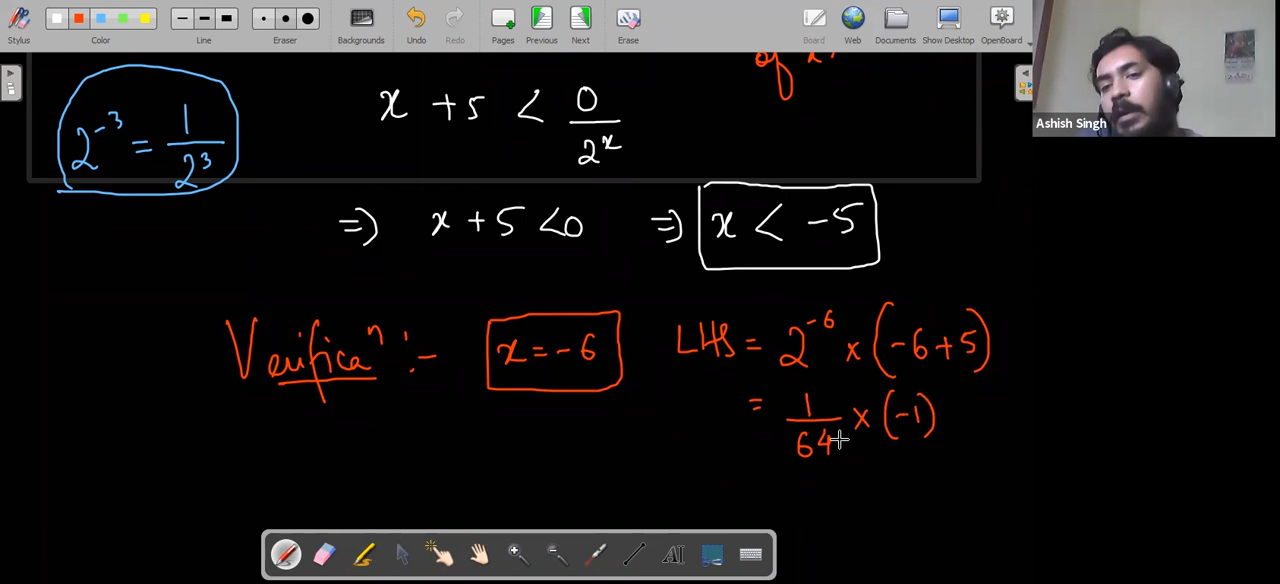 Stylus Color Line Eraser Backgrounds Undo Redo Pages Previous Next Erase Board Web Documents Show Desktop OpenBoard
Ashish Singh
of x
x + 5 < 0/2^x
2^-3 = 1/2^3
=> x + 5 < 0 => x < -5
Verifica^n :- x = -6 LHS = 2^-6 × (-6+5)
= 1/64 × (-1)
AI